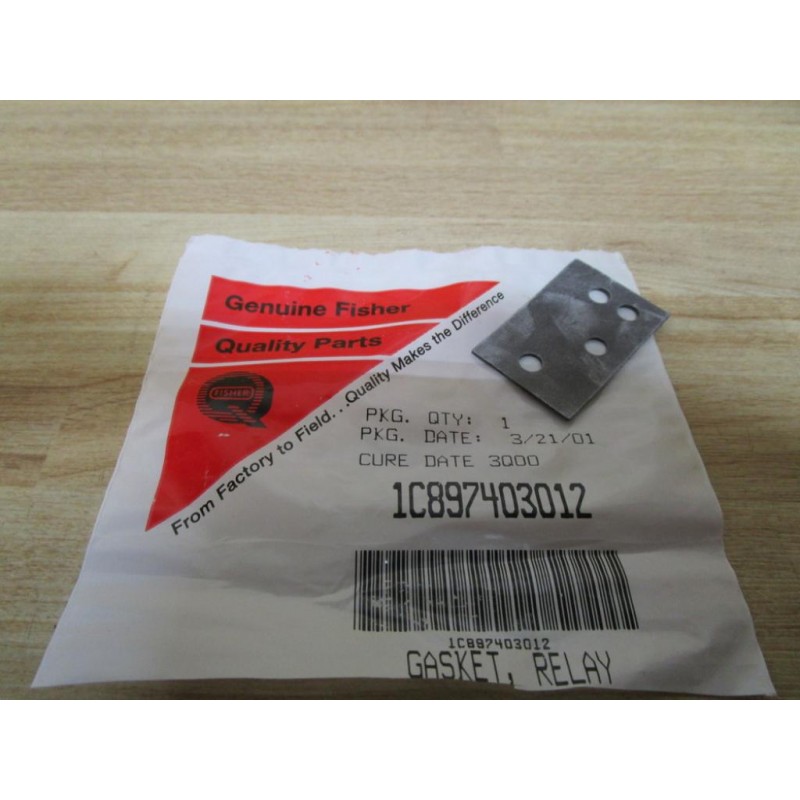 Genuine Fisher
Quality Parts
FISHER
From Factory to Field. . .Quality Makes the Difference
PKG. QTY: 1
PKG. DATE: 3/21/01
CURE DATE 3Q00
1C897403012
1C897403012
GASKET, RELAY